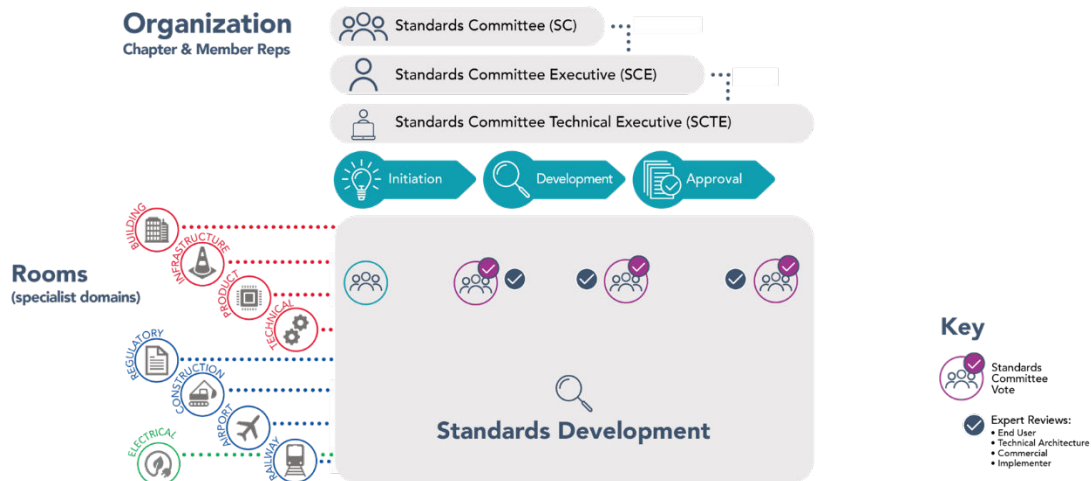 Organization
Chapter & Member Reps
Standards Committee (SC)
Standards Committee Executive (SCE)
Standards Committee Technical Executive (SCTE)
Initiation
Development
Approval
BUILDING
INFRASTRUCTURE
PRODUCT
TECHNICAL
Rooms
(specialist domains)
REGULATORY
CONSTRUCTION
AIRPORT
RAILWAY
ELECTRICAL
Standards Development
Key
Standards
Committee
Vote
Expert Reviews:
• End User
• Technical Architecture
• Commercial
• Implementer